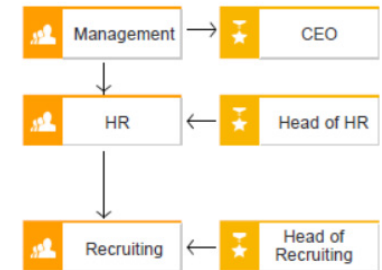 Management
CEO
HR
Head of HR
Recruiting
Head of
Recruiting